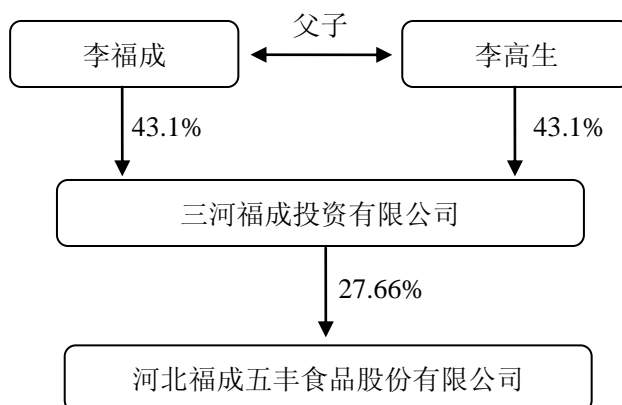 父子
李福成
李高生
43.1%
43.1%
三河福成投资有限公司
27.66%
河北福成五丰食品股份有限公司